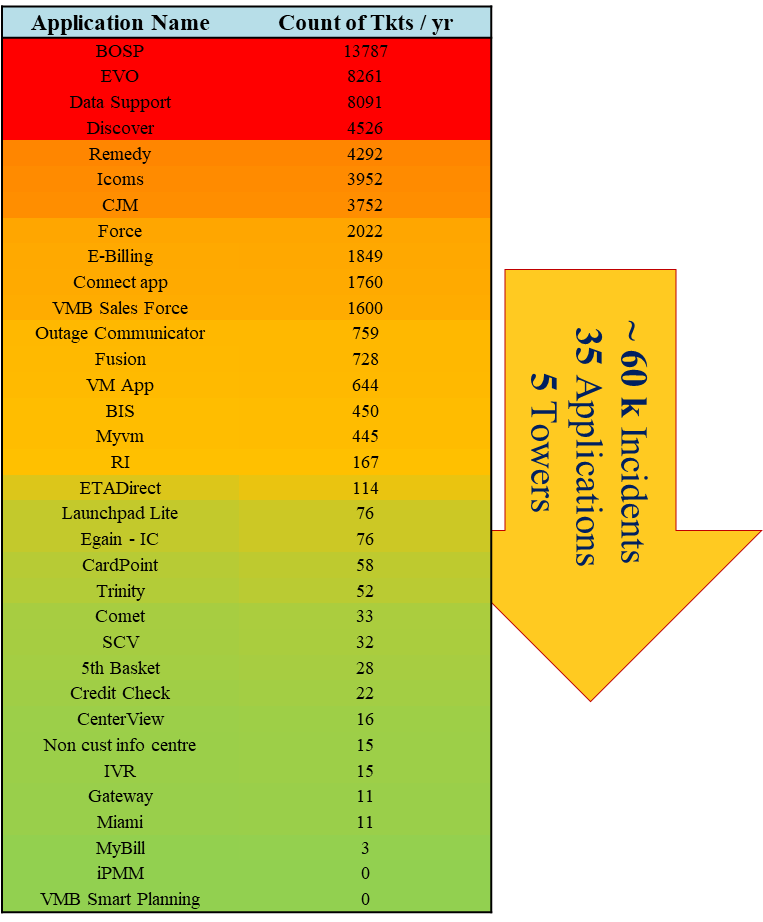 Application Name Count of Tkts / yr
BOSP 13787
EVO 8261
Data Support 8091
Discover 4526
Remedy 4292
Icoms 3952
CJM 3752
Force 2022
E-Billing 1849
Connect app 1760
VMB Sales Force 1600
Outage Communicator 759
Fusion 728
VM App 644
BIS 450
Myvm 445
RI 167
ETADirect 114
Launchpad Lite 76
Egain - IC 76
CardPoint 58
Trinity 52
Comet 33
SCV 32
5th Basket 28
Credit Check 22
CenterView 16
Non cust info centre 15
IVR 15
Gateway 11
Miami 11
MyBill 3
iPMM 0
VMB Smart Planning 0
~ 60 k Incidents
35 Applications
5 Towers